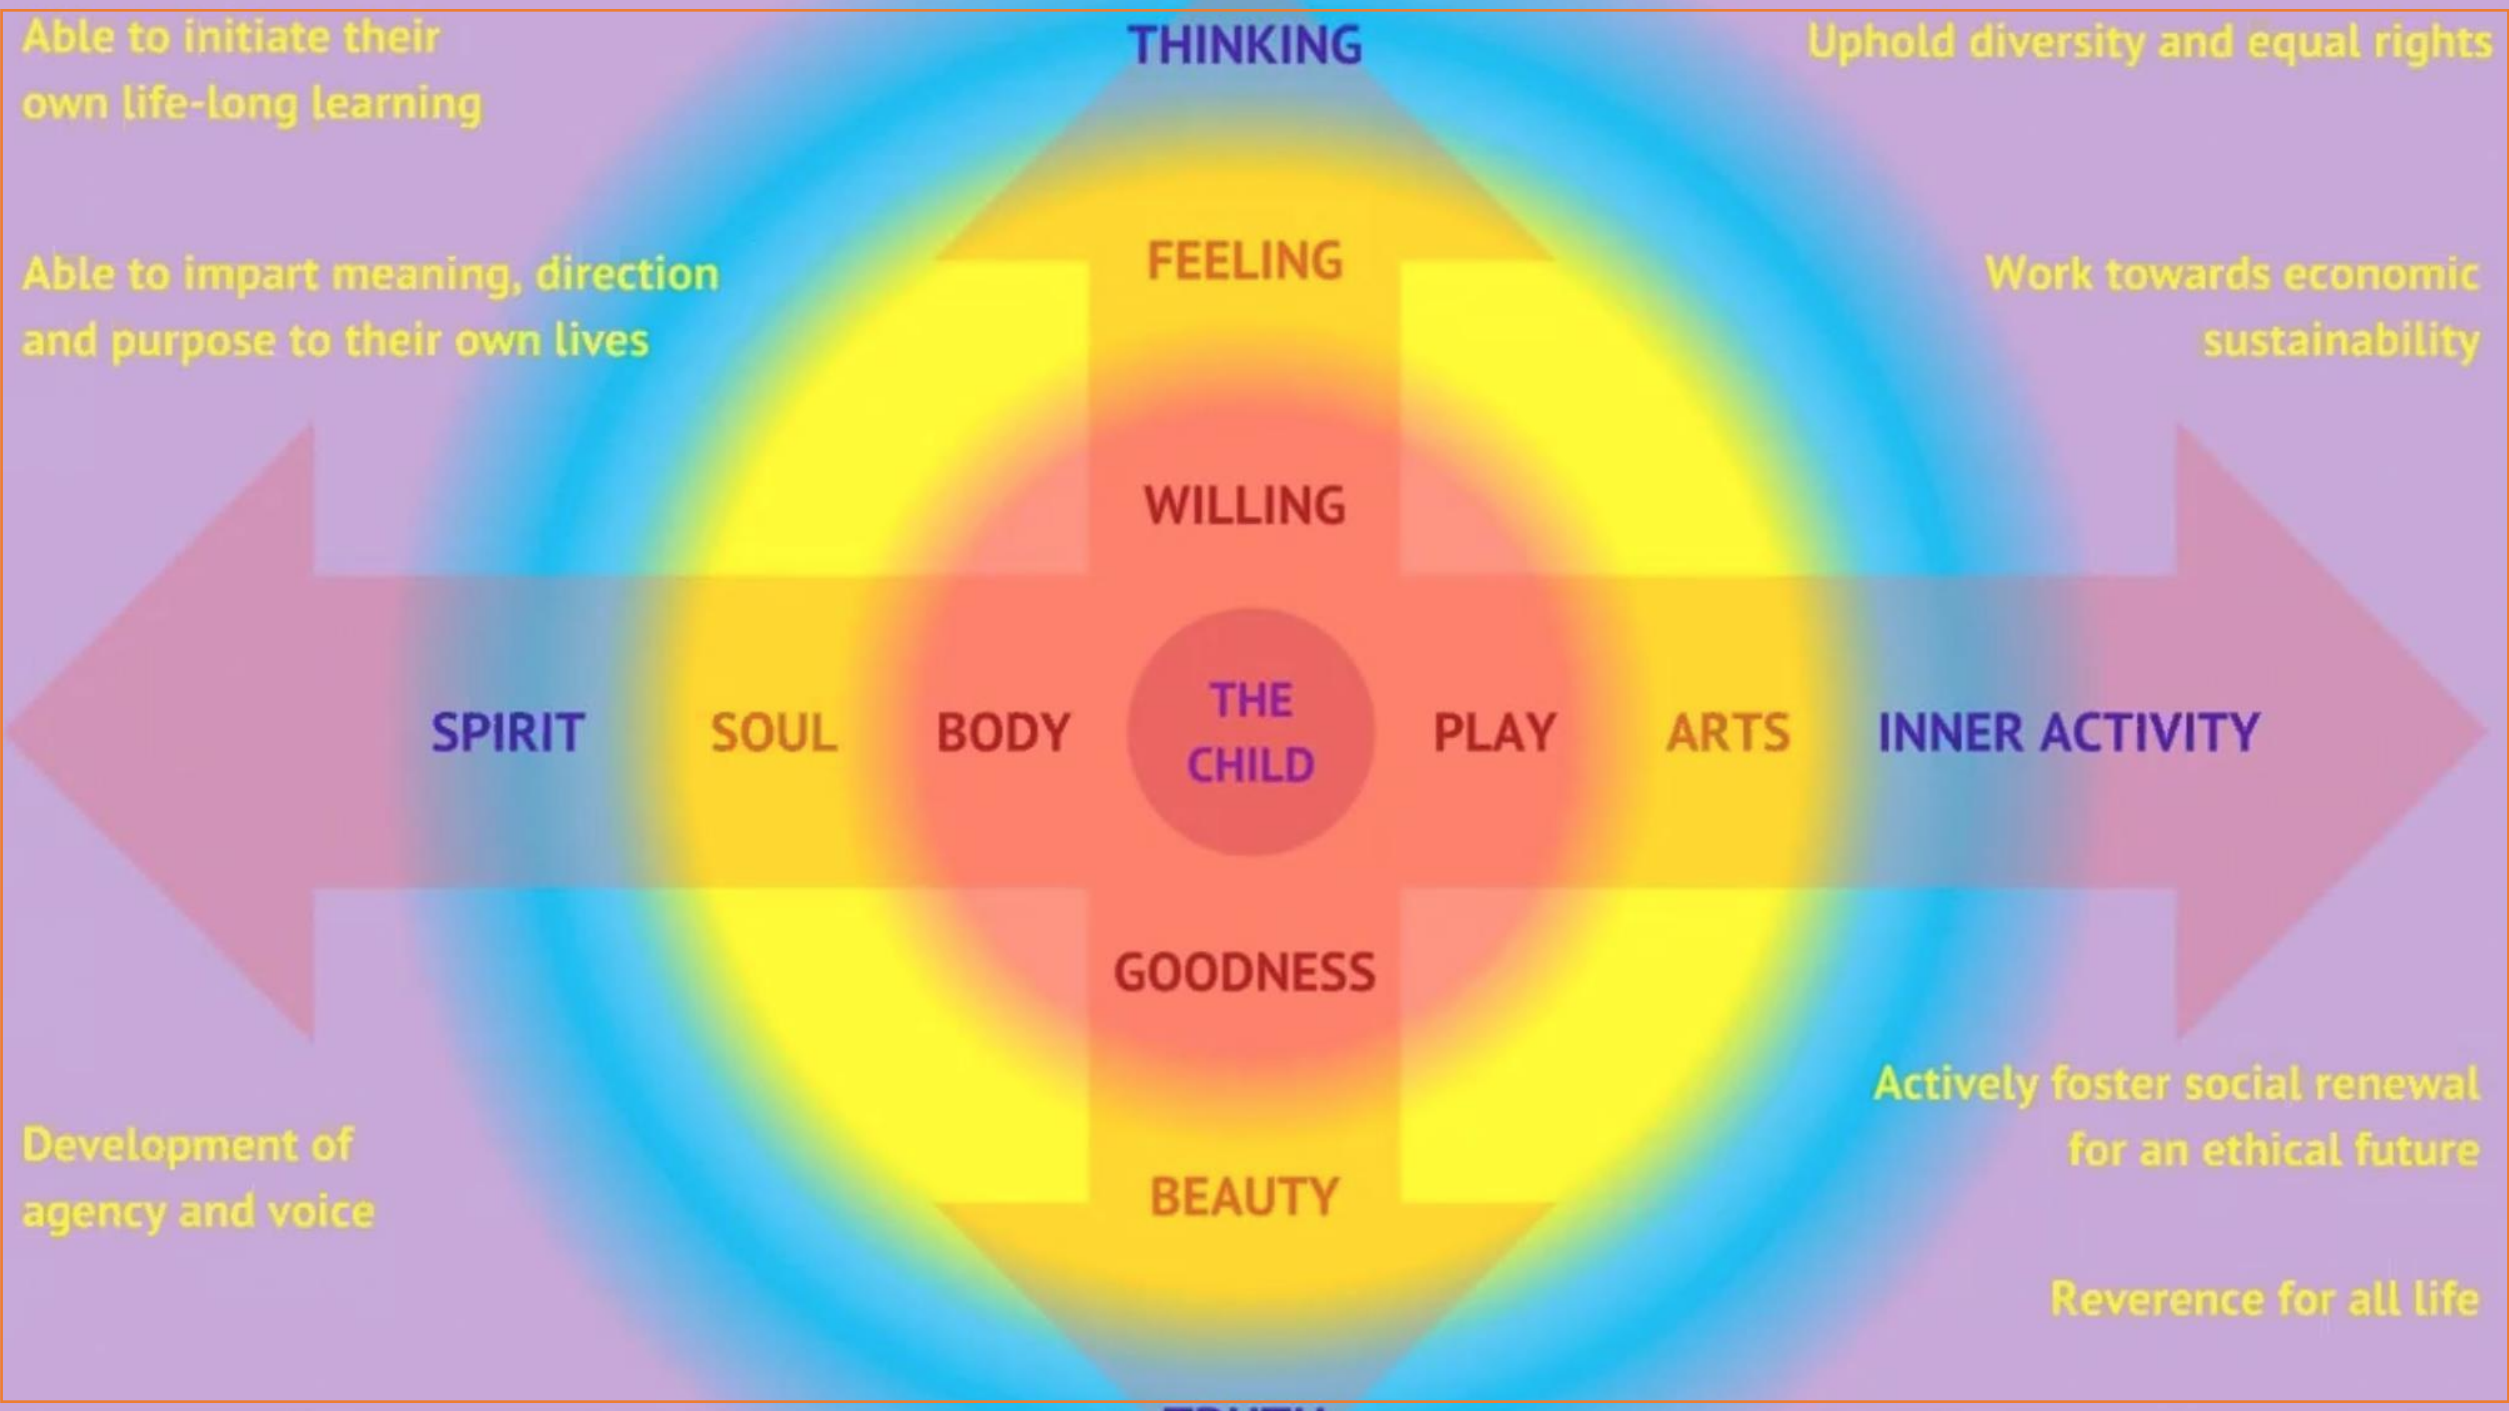 Able to initiate their
own life-long learning
THINKING
Uphold diversity and equal rights
Able to impart meaning, direction
and purpose to their own lives
FEELING
Work towards economic
sustainability
WILLING
SPIRIT SOUL BODY
THE
CHILD
PLAY ARTS INNER ACTIVITY
GOODNESS
Development of
agency and voice
BEAUTY
Actively foster social renewal
for an ethical future
Reverence for all life